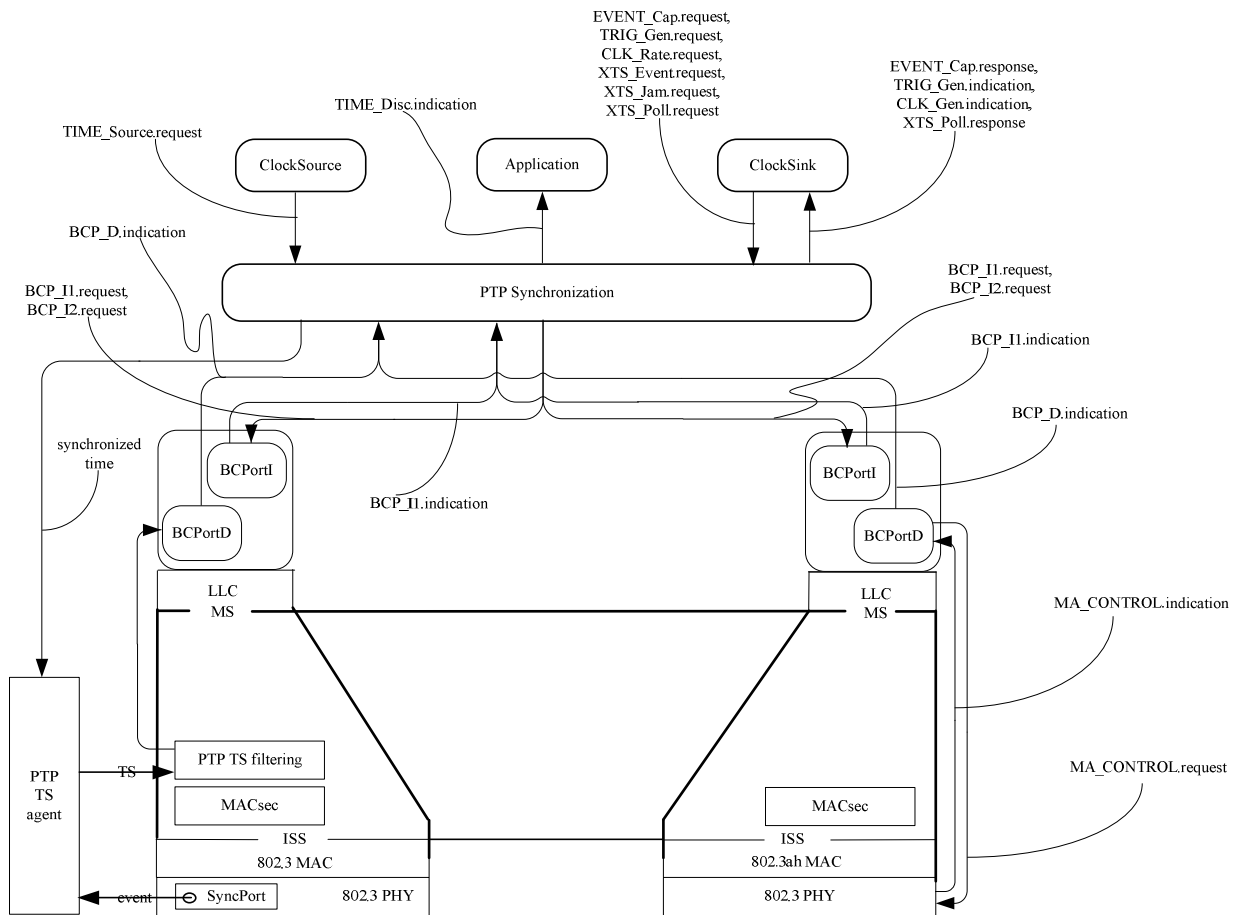 EVENT_Cap.request,
TRIG_Gen.request,
CLK_Rate.request,
XTS_Event.request,
XTS_Jam.request,
XTS_Poll.request
EVENT_Cap.response,
TRIG_Gen.indication,
CLK_Gen.indication,
XTS_Poll.response
TIME_Disc.indication
TIME_Source.request
ClockSource
Application
ClockSink
BCP_D.indication
BCP_I1.request,
BCP_I2.request
PTP Synchronization
BCP_I1.request,
BCP_I2.request
BCP_I1.indication
BCP_D.indication
synchronized
time
BCPortI
BCPortI
BCP_I1.indication
BCPortD
BCPortD
LLC
MS
LLC
MS
MA_CONTROL.indication
PTP TS filtering
TS
PTP
TS
agent
MA_CONTROL.request
MACsec
MACsec
ISS
ISS
802.3 MAC
802.3ah MAC
event
SyncPort
802.3 PHY
802.3 PHY